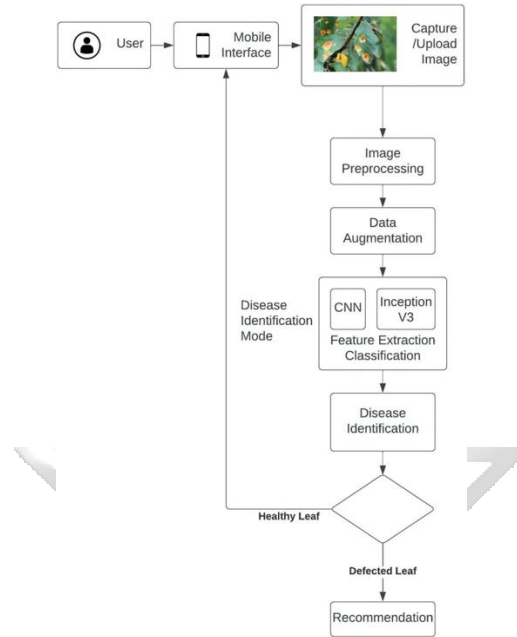 User
Mobile
Interface
Capture
/Upload
Image
Image
Preprocessing
Data
Augmentation
CNN
Inception
V3
Feature Extraction
Classification
Disease
Identification
Mode
Disease
Identification
Healthy Leaf
Defected Leaf
Recommendation